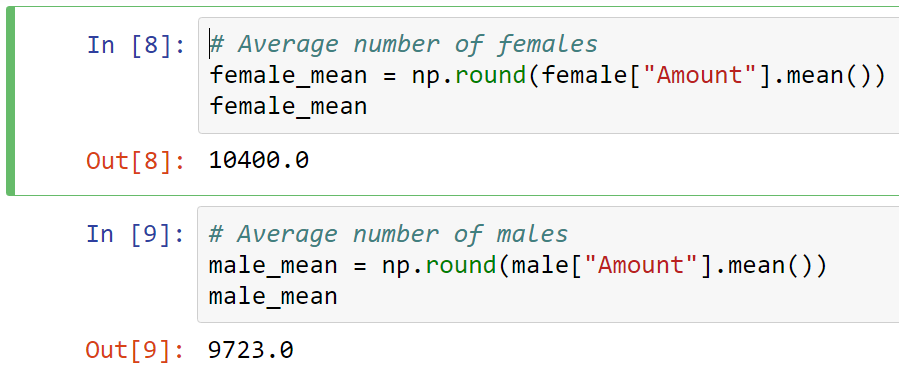 In [8]: # Average number of females
female_mean = np.round(female["Amount"].mean())
female_mean
Out[8]: 10400.0
In [9]: # Average number of males
male_mean = np.round(male["Amount"].mean())
male_mean
Out[9]: 9723.0